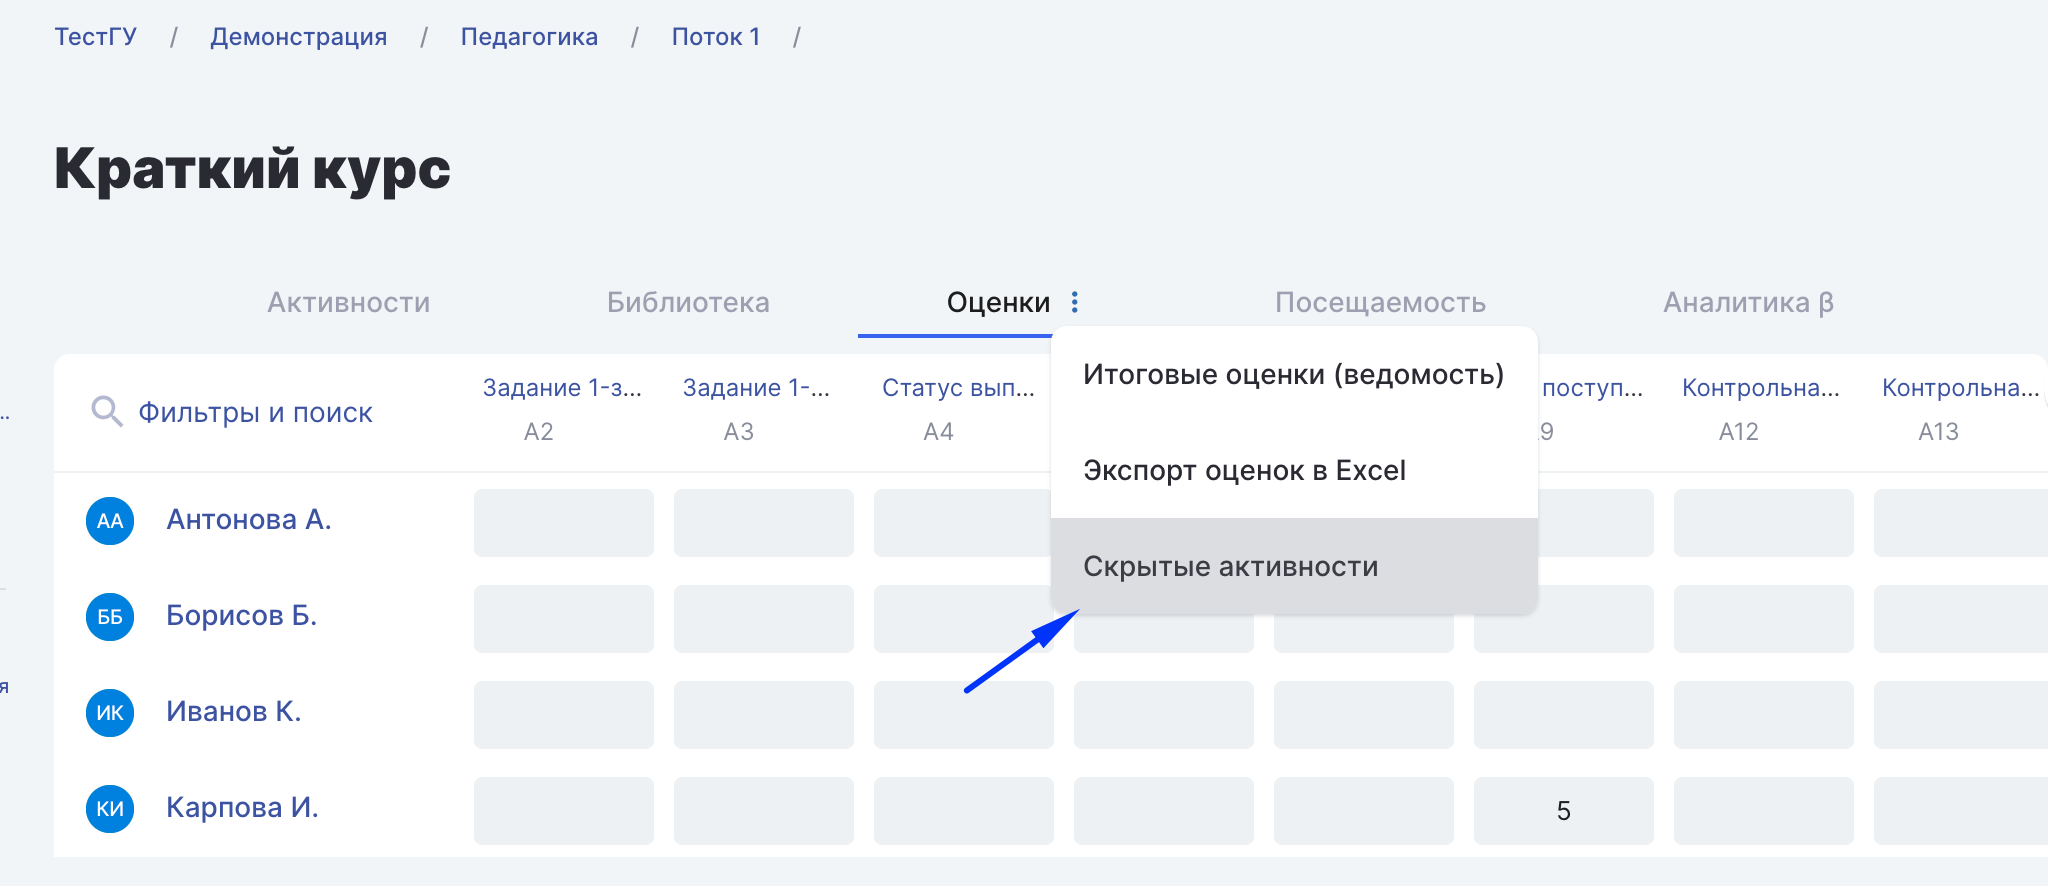 ТестГУ / Демонстрация / Педагогика / Поток 1 /
Краткий курс
Активности Библиотека Оценки Посещаемость Аналитика β
Итоговые оценки (ведомость)
Экспорт оценок в Excel
Скрытые активности
Фильтры и поиск
Задание 1-з... Задание 1-... Статус вып... поступ... Контрольна... Контрольна...
A2 A3 A4 9 A12 A13
АА Антонова А.
ББ Борисов Б.
ИК Иванов К.
я
КИ Карпова И. 5